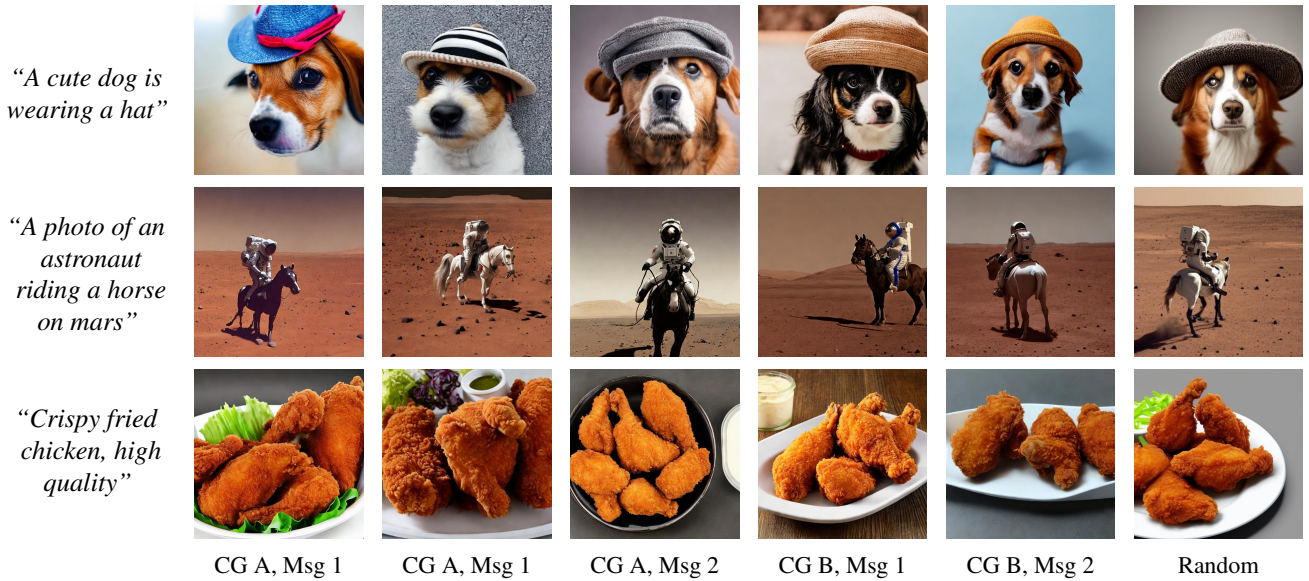 “A cute dog is
wearing a hat”
“A photo of an
astronaut
riding a horse
on mars”
“Crispy fried
chicken, high
quality”
CG A, Msg 1
CG A, Msg 1
CG A, Msg 2
CG B, Msg 1
CG B, Msg 2
Random